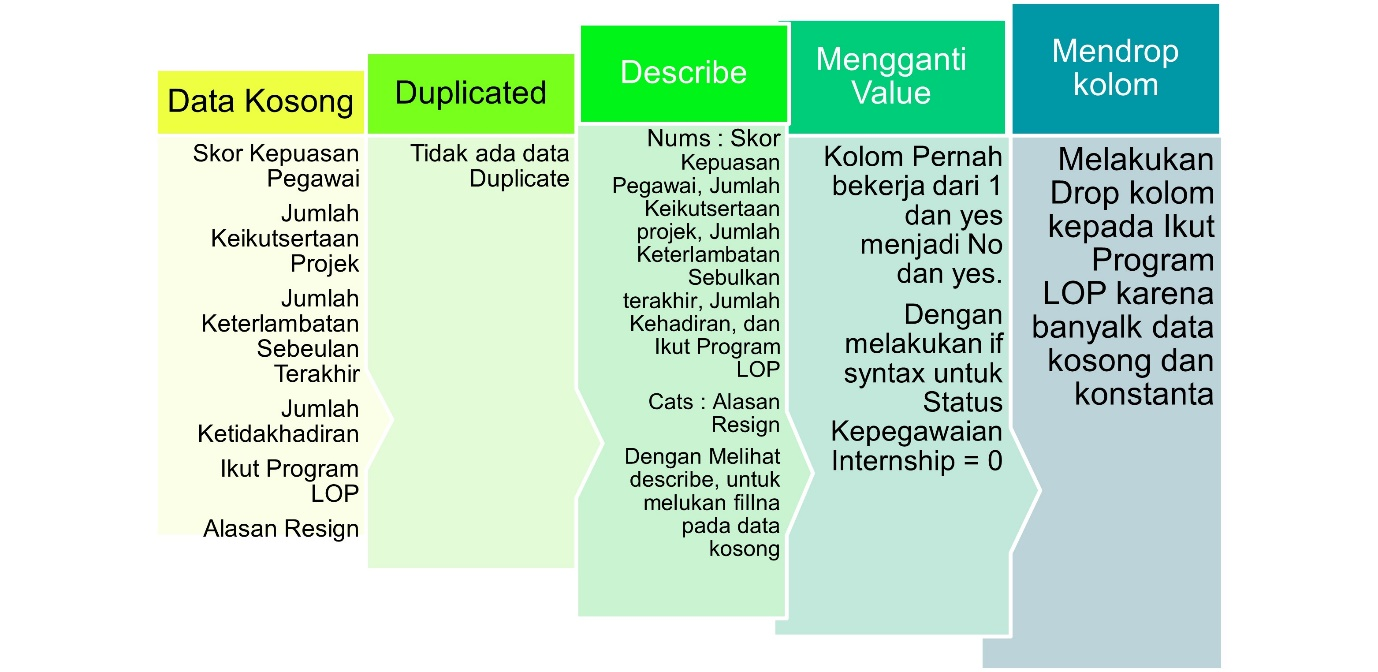 Data Kosong
Skor Kepuasan
Pegawai
Jumlah
Keikutsertaan
Projek
Jumlah
Keterlambatan
Sebeulan
Terakhir
Jumlah
Ketidakhadiran
Ikut Program
LOP
Alasan Resign
Duplicated
Tidak ada data
Duplicate
Describe
Nums : Skor
Kepuasan
Pegawai, Jumlah
Keikutsertaan
projek, Jumlah
Keterlambatan
Sebulkan
terakhir, Jumlah
Kehadiran, dan
Ikut Program
LOP
Cats : Alasan
Resign
Dengan Melihat
describe, untuk
melukan fillna
pada data
kosong
Mengganti
Value
Kolom Pernah
bekerja dari 1
dan yes
menjadi No
dan yes.
Dengan
melakukan if
syntax untuk
Status
Kepegawaian
Internship = 0
Mendrop
kolom
Melakukan
Drop kolom
kepada Ikut
Program
LOP karena
banyalk data
kosong dan
konstanta